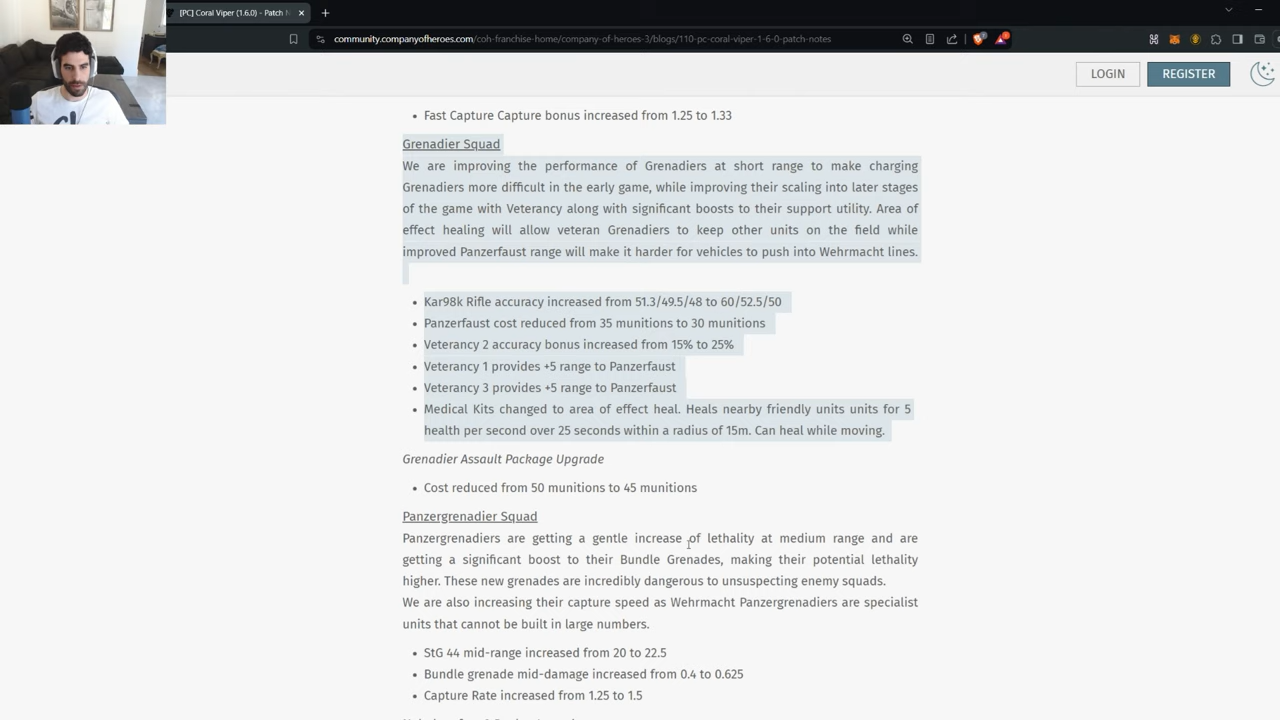 [PC] Coral Viper (1.6.0) - Patch N
community.companyofheroes.com/coh-franchise-home/company-of-heroes-3/blogs/110-pc-coral-viper-1-6-0-patch-notes
LOGIN
REGISTER
• Fast Capture Capture bonus increased from 1.25 to 1.33
Grenadier Squad
We are improving the performance of Grenadiers at short range to make charging
Grenadiers more difficult in the early game, while improving their scaling into later stages
of the game with Veterancy along with significant boosts to their support utility. Area of
effect healing will allow veteran Grenadiers to keep other units on the field while
improved Panzerfaust range will make it harder for vehicles to push into Wehrmacht lines.
• Kar98k Rifle accuracy increased from 51.3/49.5/48 to 60/52.5/50
• Panzerfaust cost reduced from 35 munitions to 30 munitions
• Veterancy 2 accuracy bonus increased from 15% to 25%
• Veterancy 1 provides +5 range to Panzerfaust
• Veterancy 3 provides +5 range to Panzerfaust
• Medical Kits changed to area of effect heal. Heals nearby friendly units units for 5
health per second over 25 seconds within a radius of 15m. Can heal while moving.
Grenadier Assault Package Upgrade
• Cost reduced from 50 munitions to 45 munitions
Panzergrenadier Squad
Panzergrenadiers are getting a gentle increase of lethality at medium range and are
getting a significant boost to their Bundle Grenades, making their potential lethality
higher. These new grenades are incredibly dangerous to unsuspecting enemy squads.
We are also increasing their capture speed as Wehrmacht Panzergrenadiers are specialist
units that cannot be built in large numbers.
• StG 44 mid-range increased from 20 to 22.5
• Bundle grenade mid-damage increased from 0.4 to 0.625
• Capture Rate increased from 1.25 to 1.5